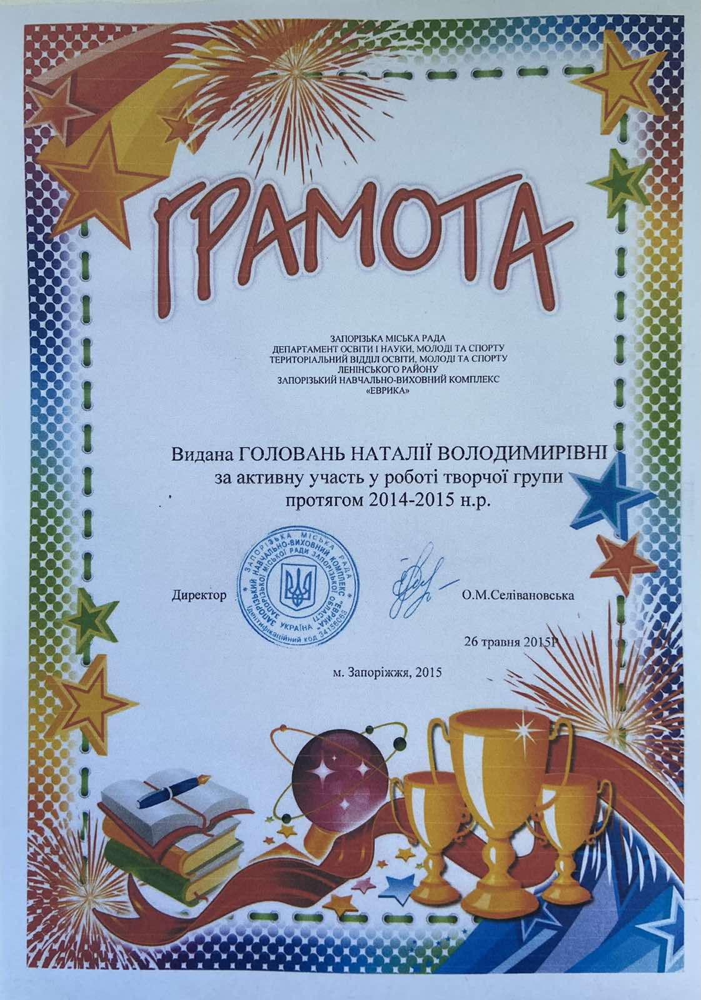 ГРАМОТА
ЗАПОРІЗЬКА МІСЬКА РАДА
ДЕПАРТАМЕНТ ОСВІТИ І НАУКИ, МОЛОДІ ТА СПОРТУ
ТЕРИТОРІАЛЬНИЙ ВІДДІЛ ОСВІТИ, МОЛОДІ ТА СПОРТУ
ЛЕНІНСЬКОГО РАЙОНУ
ЗАПОРІЗЬКИЙ НАВЧАЛЬНО-ВИХОВНИЙ КОМПЛЕКС
«ЕВРИКА»
Видана ГОЛОВАНЬ НАТАЛІЇ ВОЛОДИМИРІВНІ
за активну участь у роботі творчої групи
протягом 2014-2015 н.р.
Директор
* ЗАПОРІЗЬКА МІСЬКА РАДА *
Ідентифікаційний код 34156063
ЗАПОРІЗЬКИЙ НАВЧАЛЬНО-ВИХОВНИЙ КОМПЛЕКС "ЕВРИКА"
ЗАПОРІЗЬКОЇ МІСЬКОЇ РАДИ ЗАПОРІЗЬКОЇ ОБЛАСТІ
УКРАЇНА
О.М.Селівановська
26 травня 2015Р
м. Запоріжжя, 2015